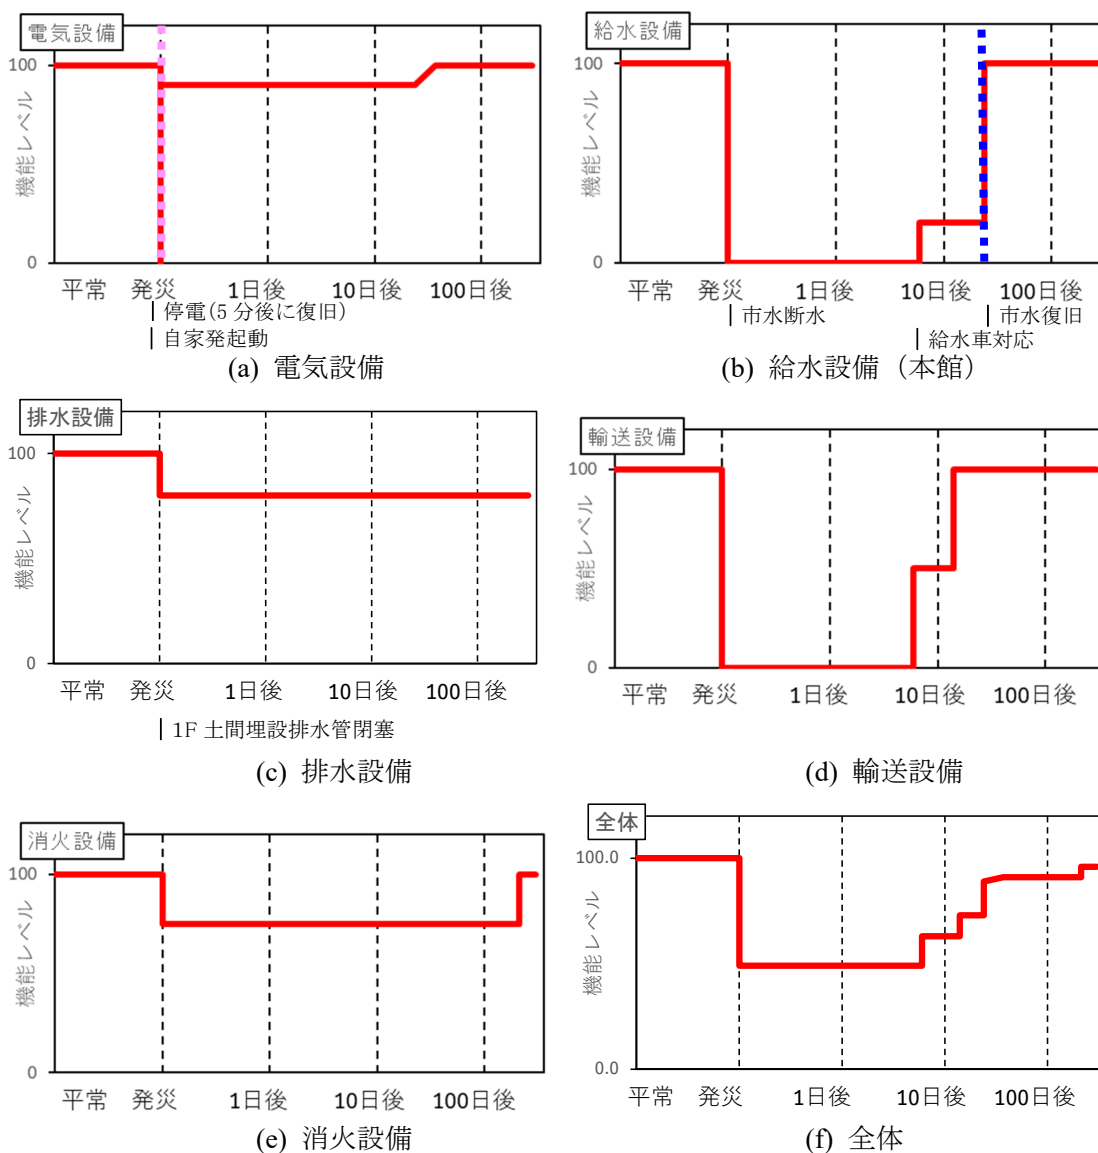 電気設備
100
機能レベル
0
平常 発災 1日後 10日後 100日後
停電(5 分後に復旧)
自家発起動
(a) 電気設備
給水設備
100
機能レベル
0
平常 発災 1日後 10日後 100日後
市水断水 市水復旧
給水車対応
(b) 給水設備（本館）
排水設備
100
機能レベル
0
平常 発災 1日後 10日後 100日後
1F 土間埋設排水管閉塞
(c) 排水設備
輸送設備
100
機能レベル
0
平常 発災 1日後 10日後 100日後
(d) 輸送設備
消火設備
100
機能レベル
0
平常 発災 1日後 10日後 100日後
(e) 消火設備
全体
100.0
機能レベル
0.0
平常 発災 1日後 10日後 100日後
(f) 全体